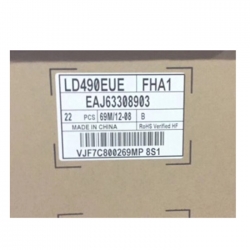 LD490EUE FHA1
EAJ63308903
22 PCS 69M/12-08 B
MADE IN CHINA RoHS Verified HF
VJF7C800269MP 8S1